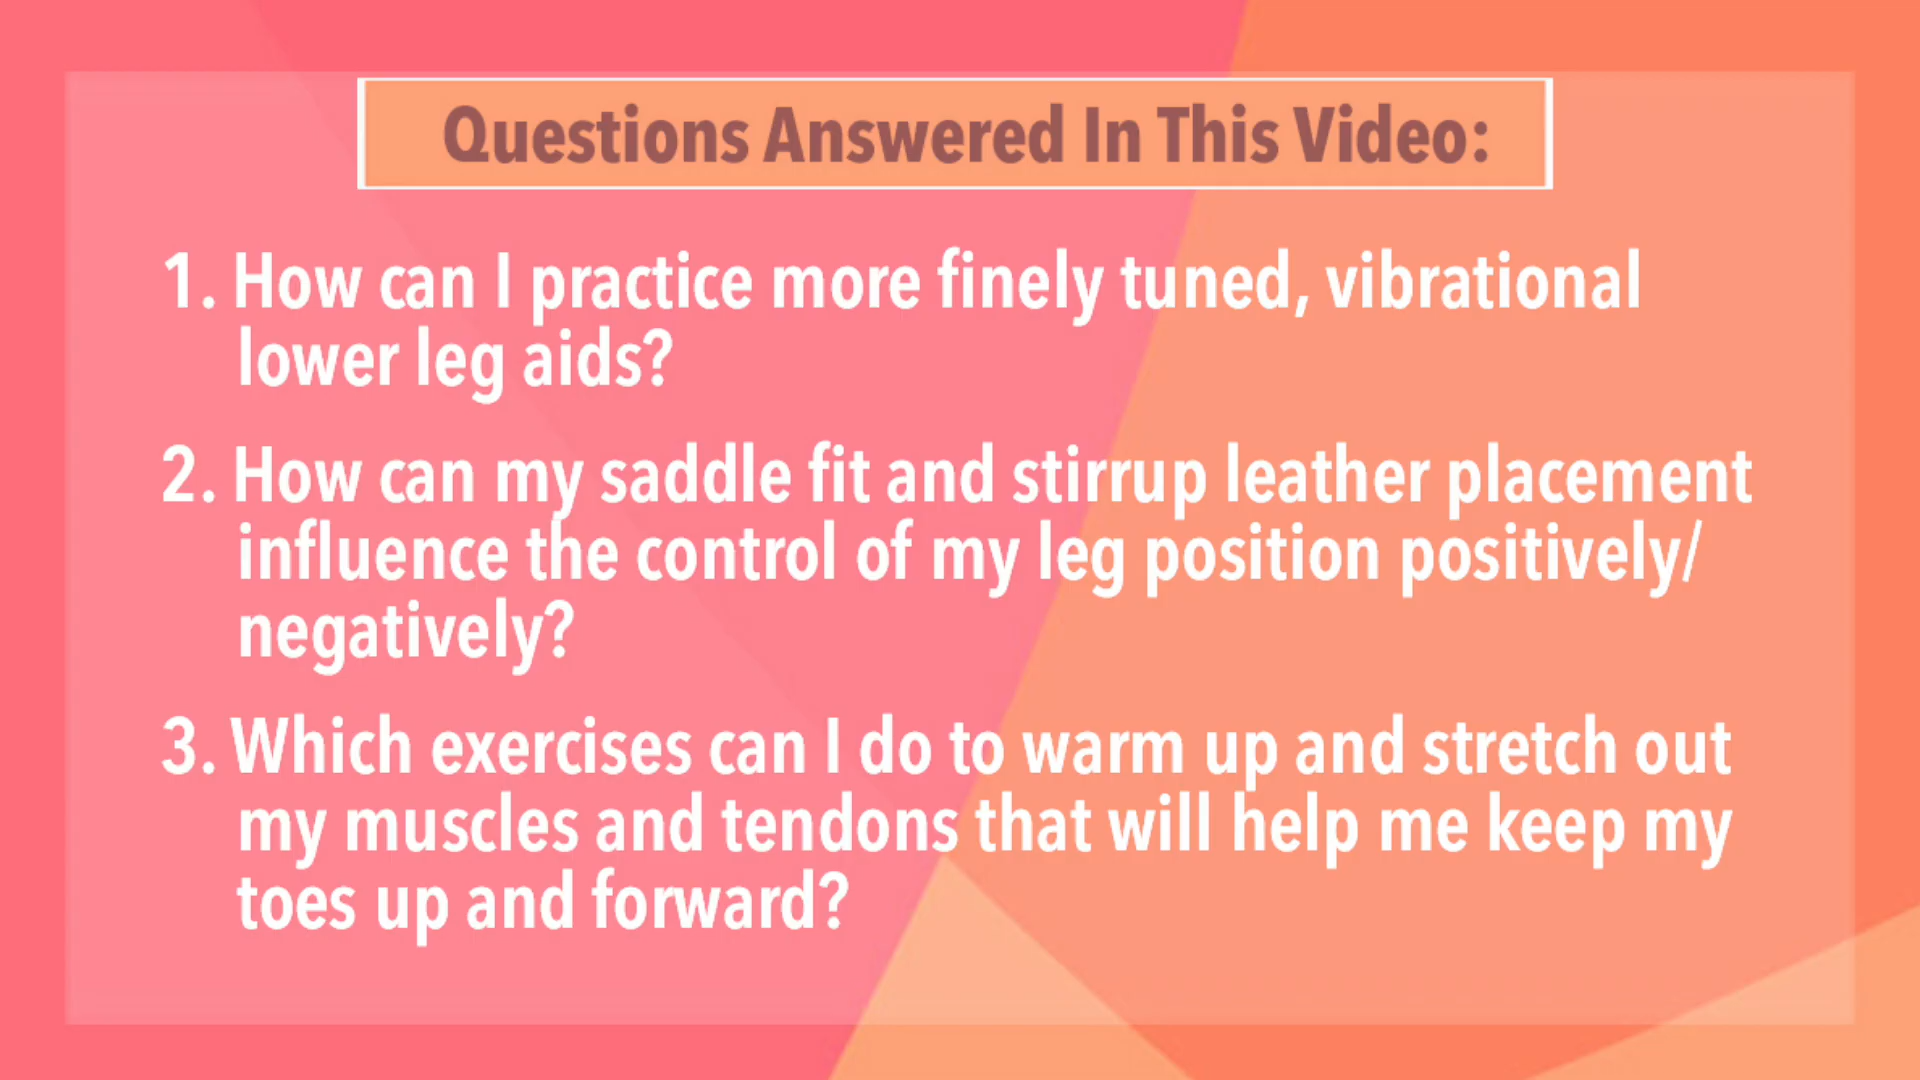 Questions Answered In This Video:
1. How can I practice more finely tuned, vibrational
lower leg aids?
2. How can my saddle fit and stirrup leather placement
influence the control of my leg position positively/
negatively?
3. Which exercises can I do to warm up and stretch out
my muscles and tendons that will help me keep my
toes up and forward?